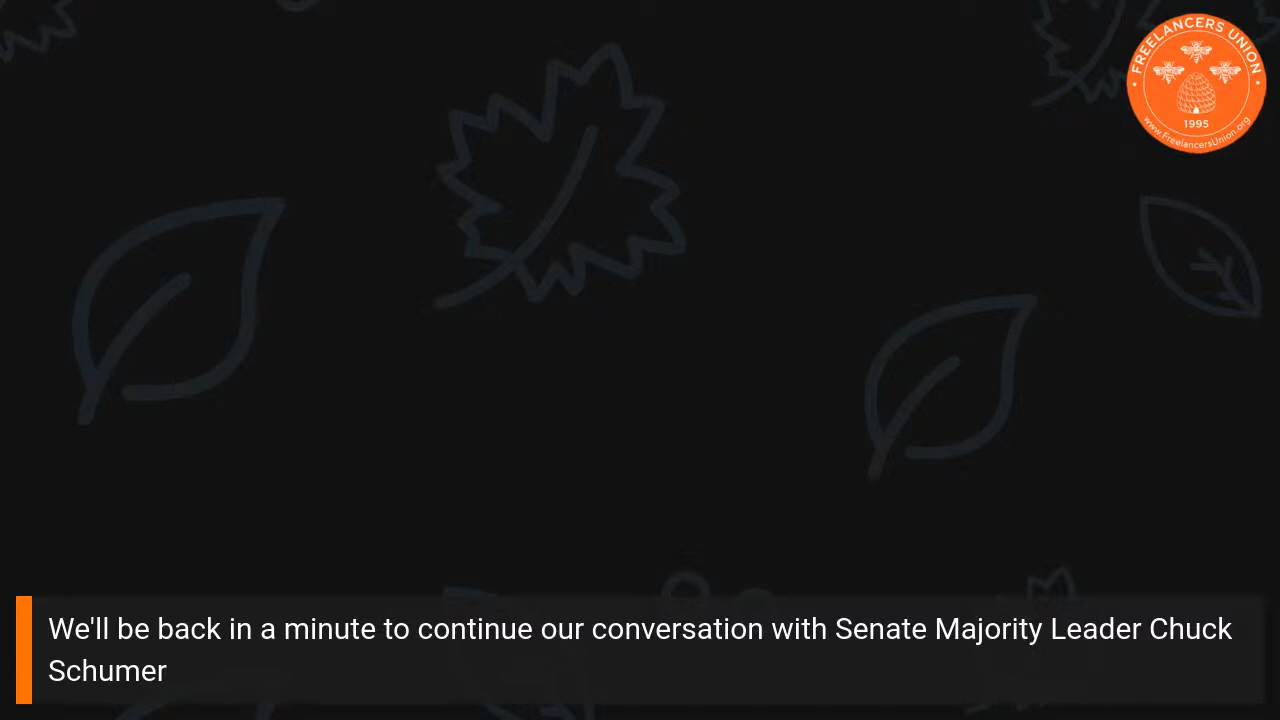 FREELANCERS UNION
1995
www.FreelancersUnion.org
We'll be back in a minute to continue our conversation with Senate Majority Leader Chuck
Schumer